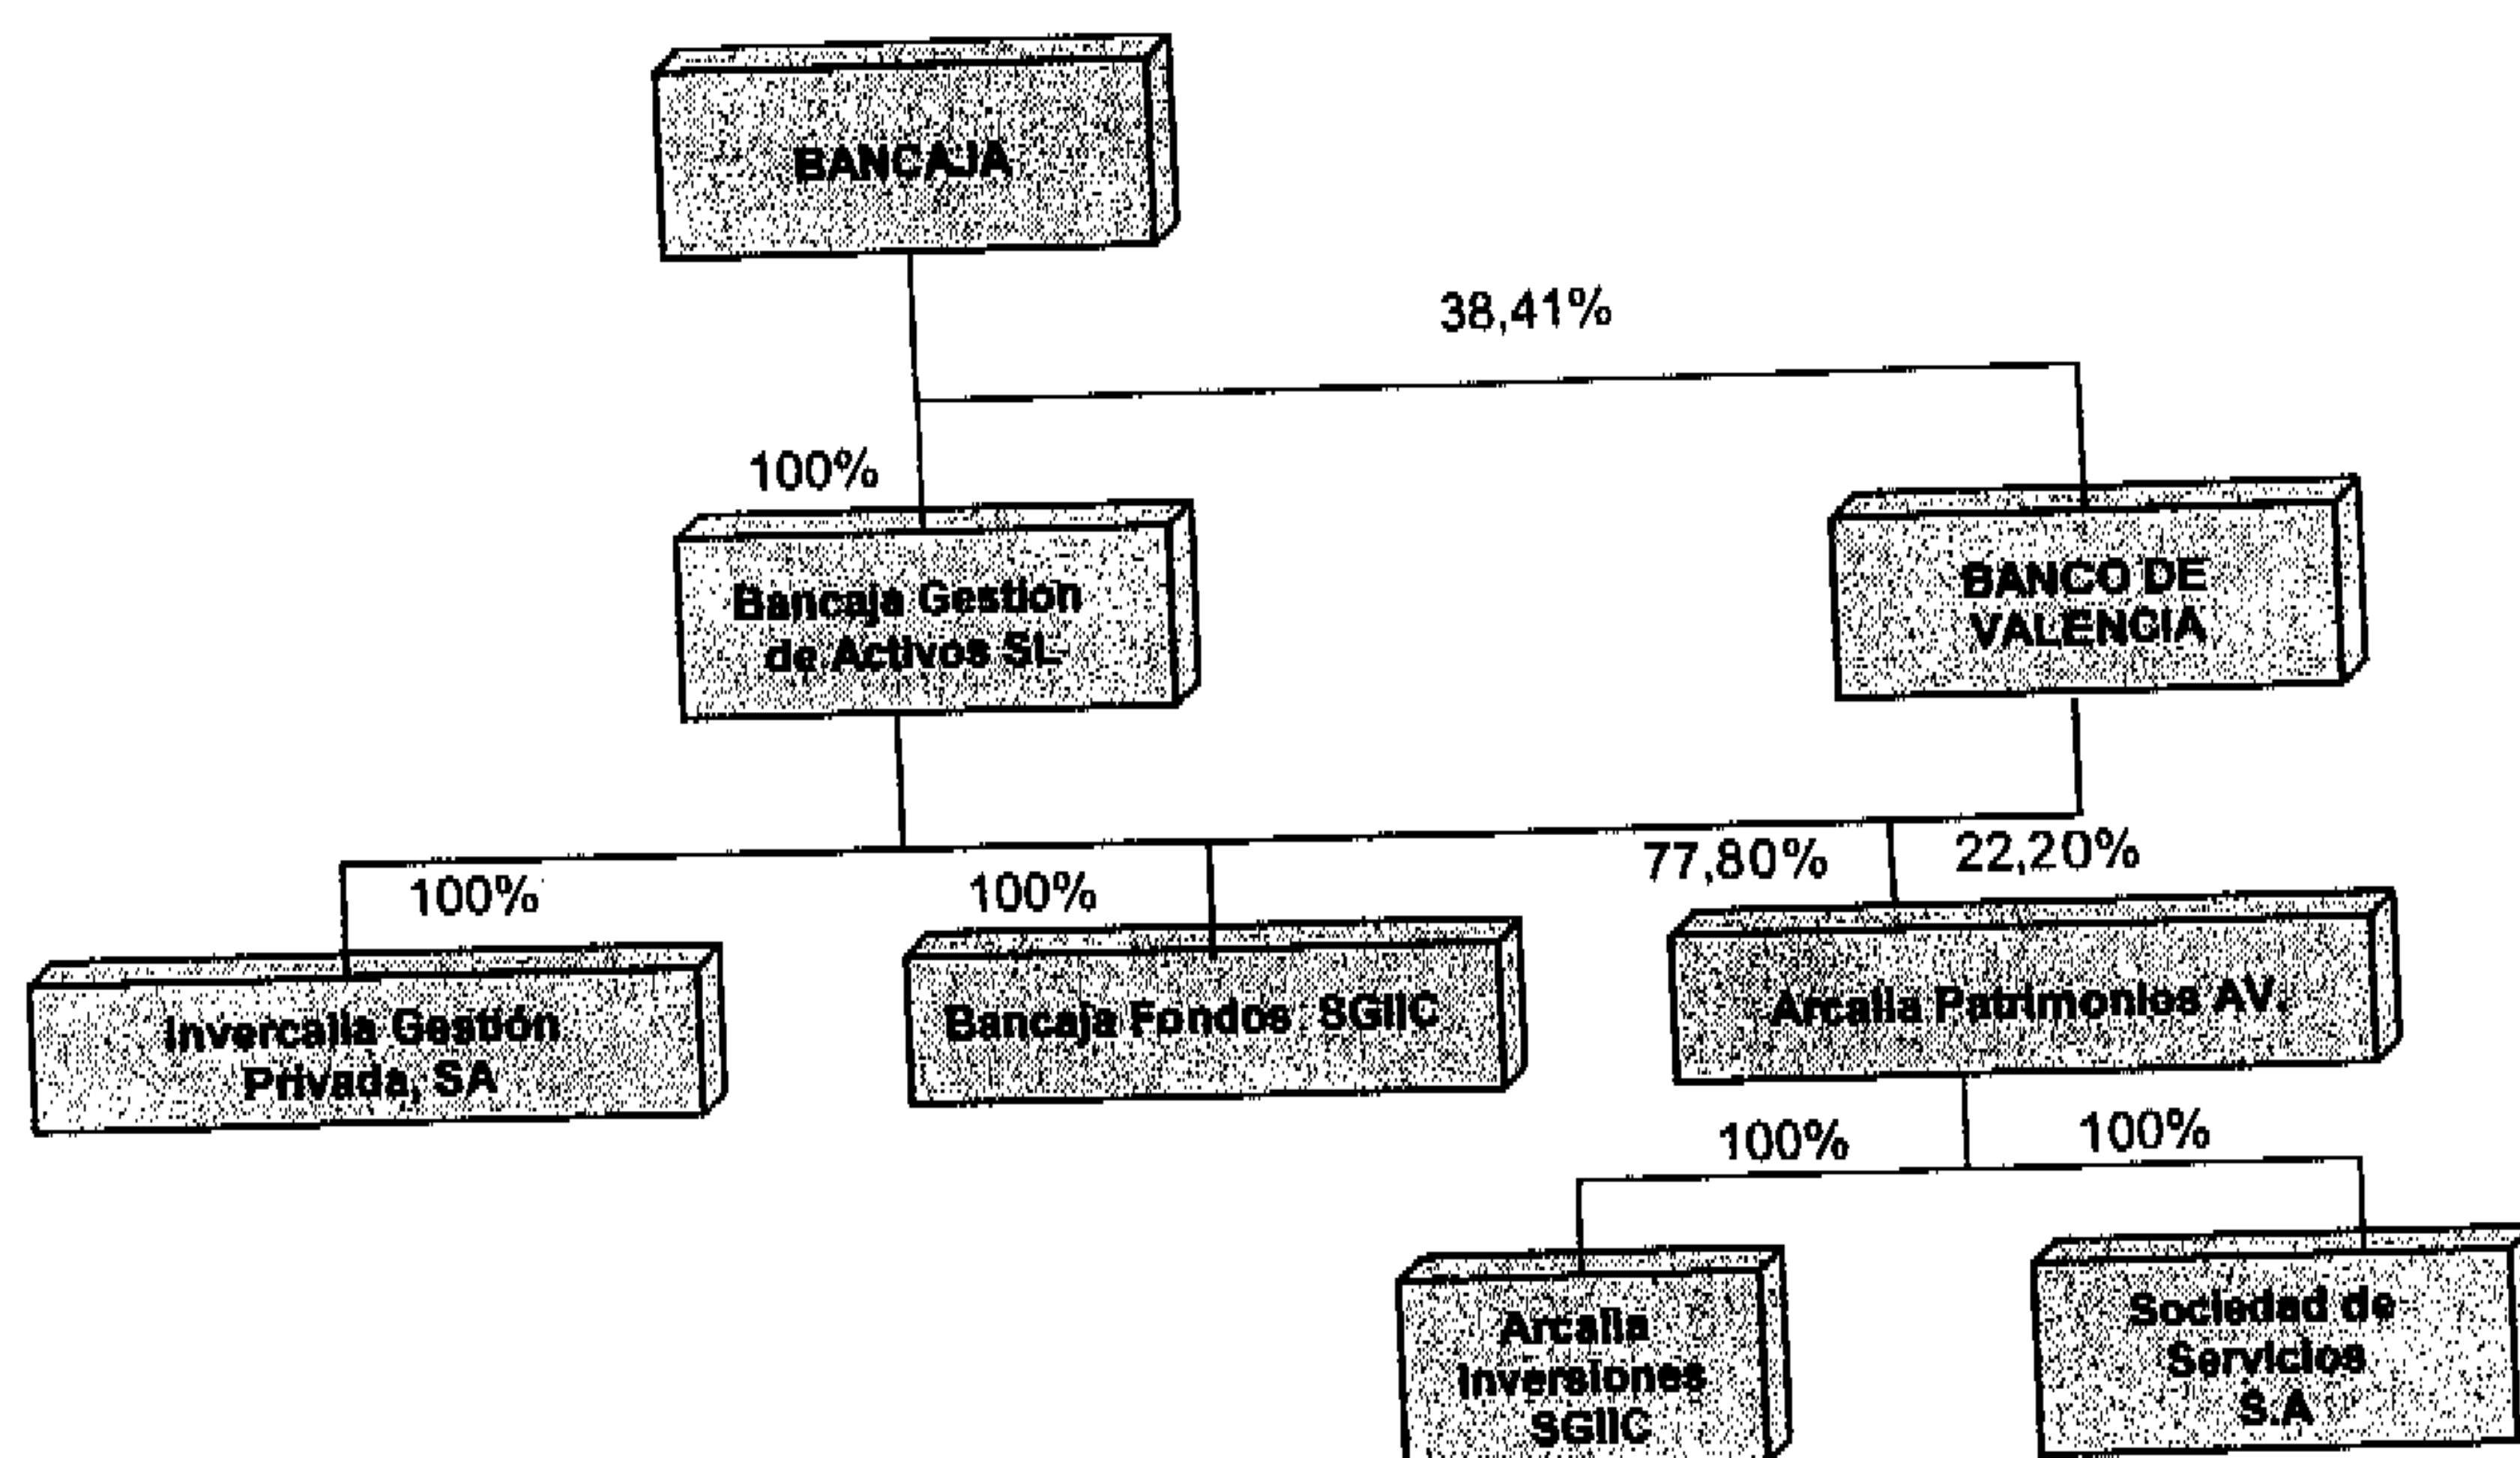 BANCAJA
38,41%
100%
Bancaja Gestión
de Activos SL
BANCO DE
VALENCIA
77,80%
22,20%
100%
100%
Invercalia Gestión
Privada, SA
Bancaja Fondos SGIIC
Arcalia Patrimonios AV.
100%
100%
Arcalia
Inversiones
SGIIC
Sociedad de
Servicios
S.A